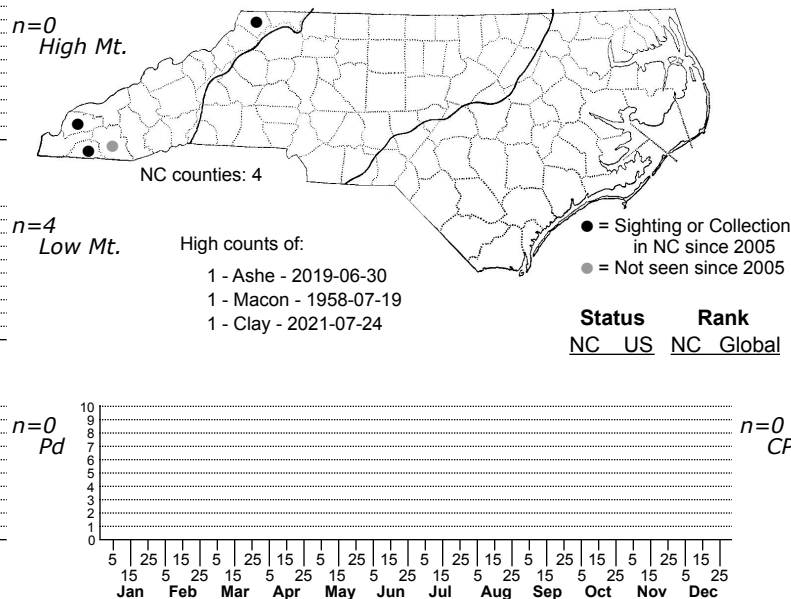 n=0
High Mt.
NC counties: 4
n=4
Low Mt.
High counts of:
1 - Ashe - 2019-06-30
1 - Macon - 1958-07-19
1 - Clay - 2021-07-24
= Sighting or Collection
in NC since 2005
= Not seen since 2005
Status Rank
NC US NC Global
n=0
Pd
10
9
8
7
6
5
4
3
2
1
0
n=0
CP
5 25 15 5 25 15 5 25 15 5 25 15 5 25 15 5 25 15
15 5 25 15 5 25 15 5 25 15 5 25 15 5 25 15 5 25
Jan Feb Mar Apr May Jun Jul Aug Sep Oct Nov Dec